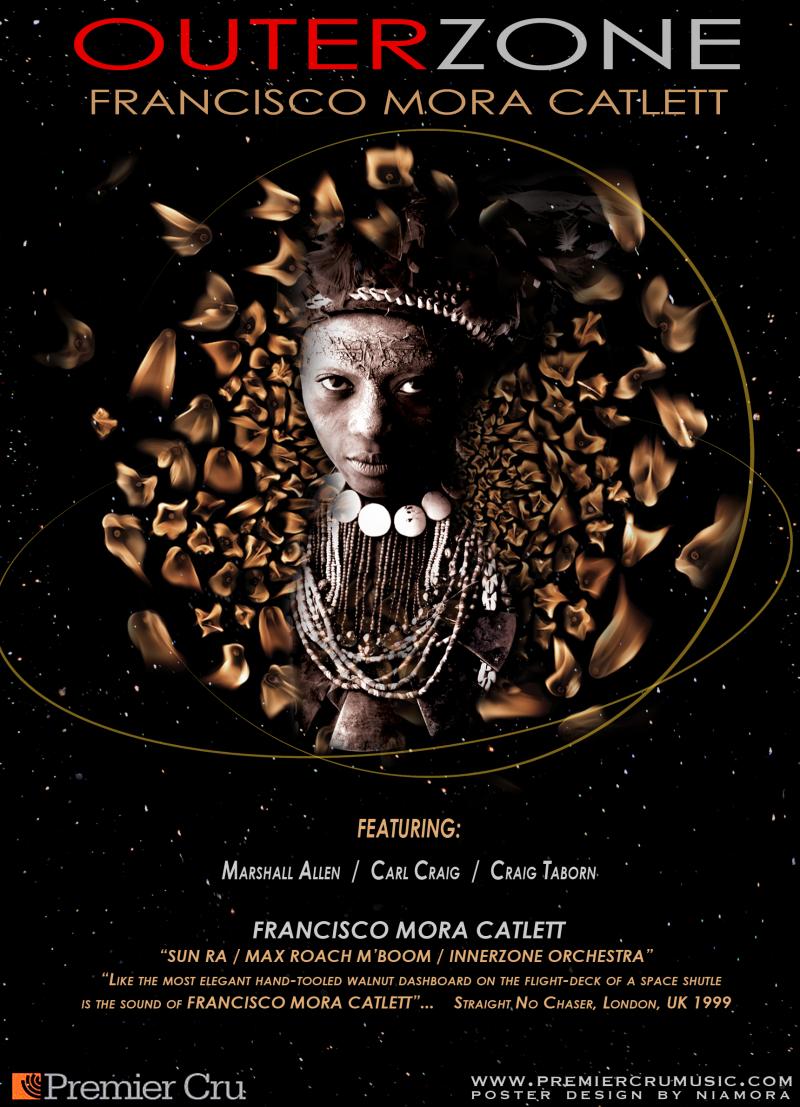 OUTERZONE
FRANCISCO MORA CATLETT
FEATURING:
MARSHALL ALLEN / CARL CRAIG / CRAIG TABORN
FRANCISCO MORA CATLETT
“SUN RA / MAX ROACH M’BOOM / INNERZONE ORCHESTRA”
“LIKE THE MOST ELEGANT HAND-TOOLED WALNUT DASHBOARD ON THE FLIGHT-DECK OF A SPACE SHUTLE
IS THE SOUND OF FRANCISCO MORA CATLETT”... STRAIGHT NO CHASER, LONDON, UK 1999
Premier Cru
WWW.PREMIERCRUMUSIC.COM
POSTER DESIGN BY NIAMORA